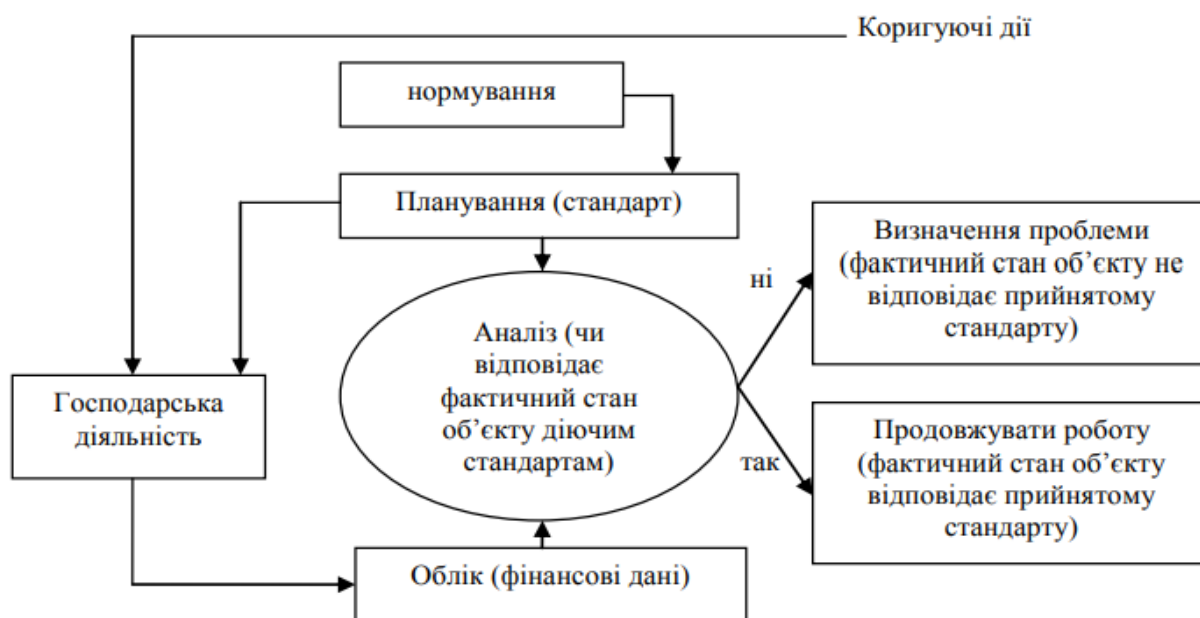 Коригуючі дії
нормування
Планування (стандарт)
Визначення проблеми
(фактичний стан об’єкту не
відповідає прийнятому
стандарту)
ні
Аналіз (чи
відповідає
фактичний стан
об’єкту діючим
стандартам)
Господарська
діяльність
так
Продовжувати роботу
(фактичний стан об’єкту
відповідає прийнятому
стандарту)
Облік (фінансові дані)